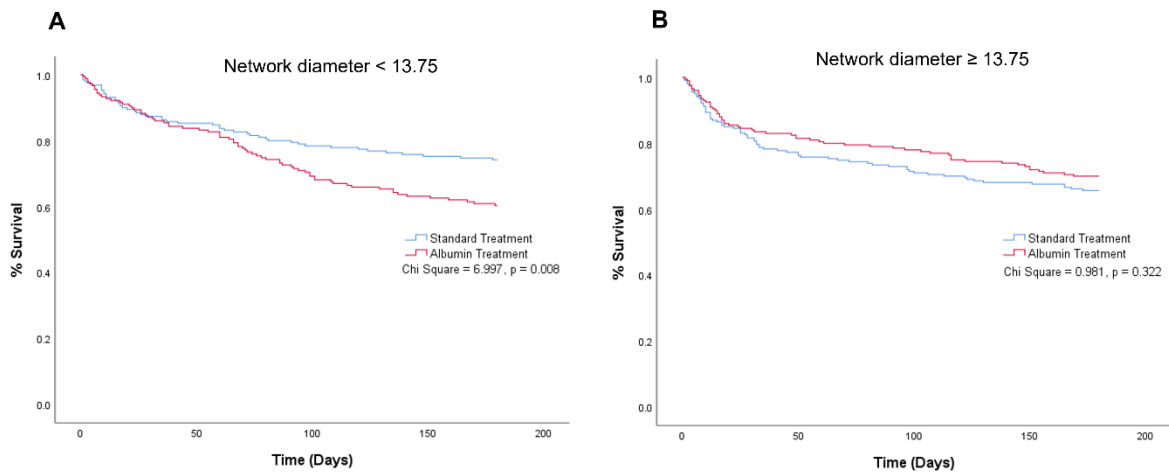 A
Network diameter < 13.75
% Survival
1.0
0.8
0.6
0.4
0.2
0.0
Standard Treatment
Albumin Treatment
Chi Square = 6.997, p = 0.008
0 50 100 150 200
Time (Days)
B
Network diameter ≥ 13.75
% Survival
1.0
0.8
0.6
0.4
0.2
0.0
Standard Treatment
Albumin Treatment
Chi Square = 0.981, p = 0.322
0 50 100 150 200
Time (Days)